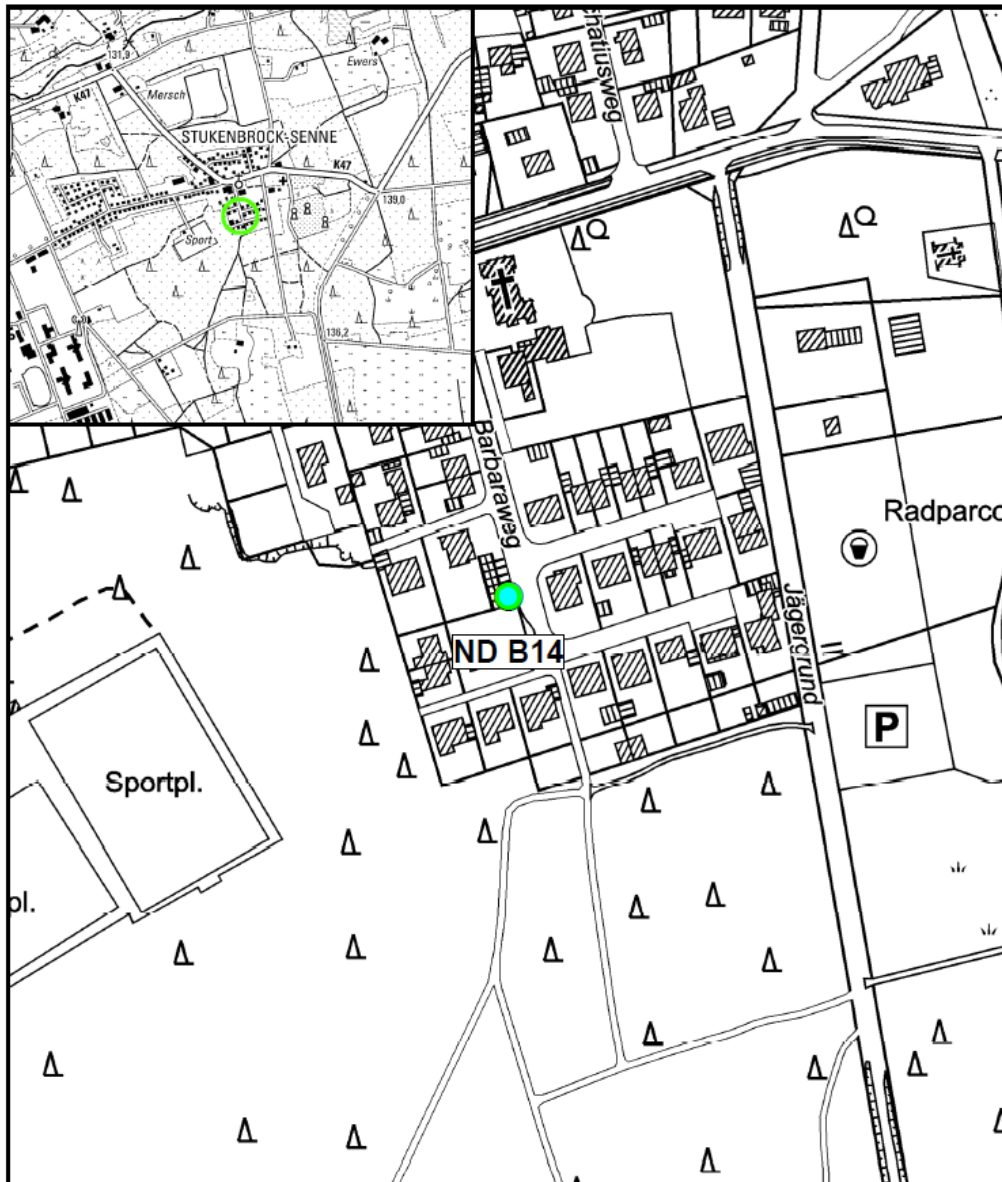 131,9
Ewers
K47
Mersch
STUKENBROCK-SENNE
K47
139,0
Sport
136,2
Barbaraweg
Radparco
Jägergrund
ND B14
P
Sportpl.
pl.